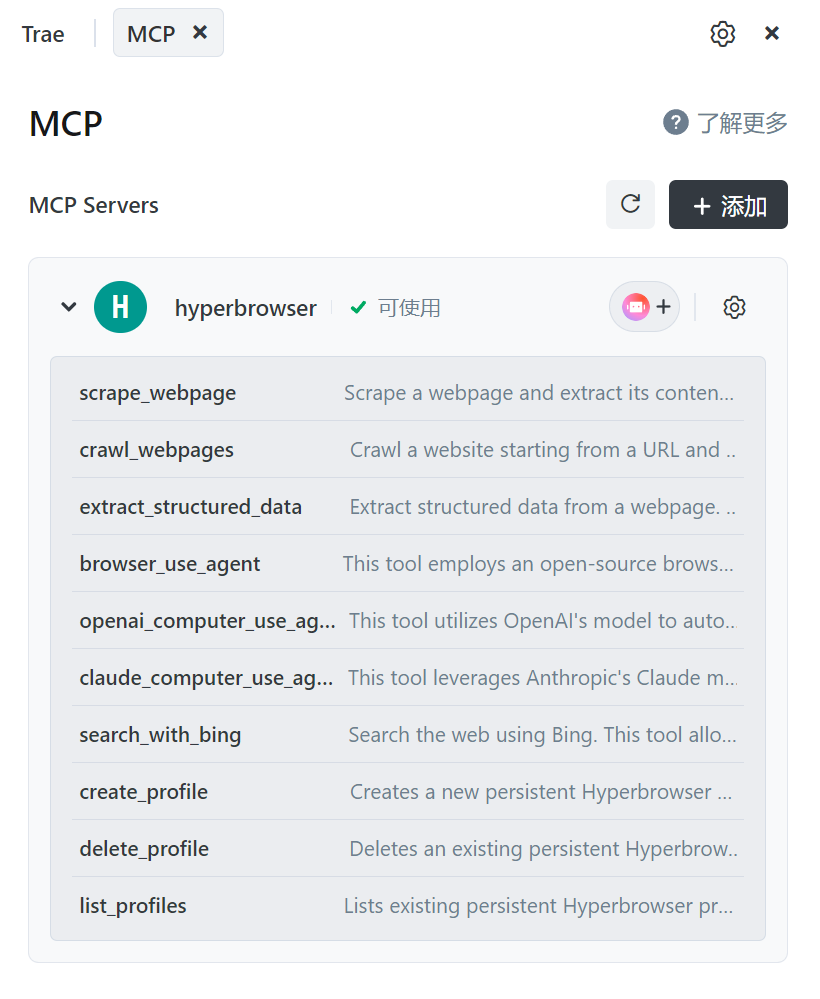 Trae MCP
MCP
了解更多
MCP Servers
添加
H hyperbrowser 可使用
scrape_webpage Scrape a webpage and extract its conten...
crawl_webpages Crawl a website starting from a URL and ..
extract_structured_data Extract structured data from a webpage. ..
browser_use_agent This tool employs an open-source brows...
openai_computer_use_ag... This tool utilizes OpenAI's model to auto...
claude_computer_use_ag... This tool leverages Anthropic's Claude m...
search_with_bing Search the web using Bing. This tool allo...
create_profile Creates a new persistent Hyperbrowser ...
delete_profile Deletes an existing persistent Hyperbrow...
list_profiles Lists existing persistent Hyperbrowser pr...